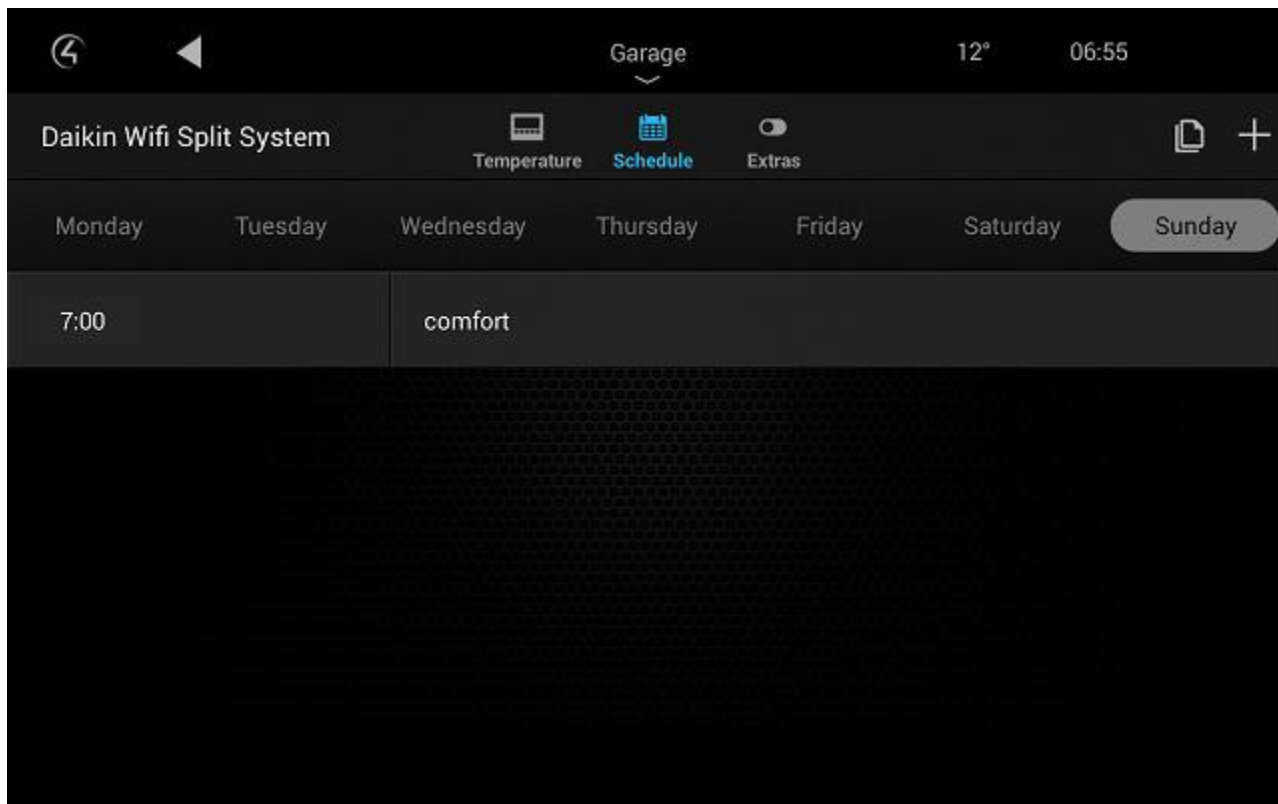 Garage 12° 06:55
Daikin Wifi Split System Temperature Schedule Extras
Monday Tuesday Wednesday Thursday Friday Saturday Sunday
7:00 comfort